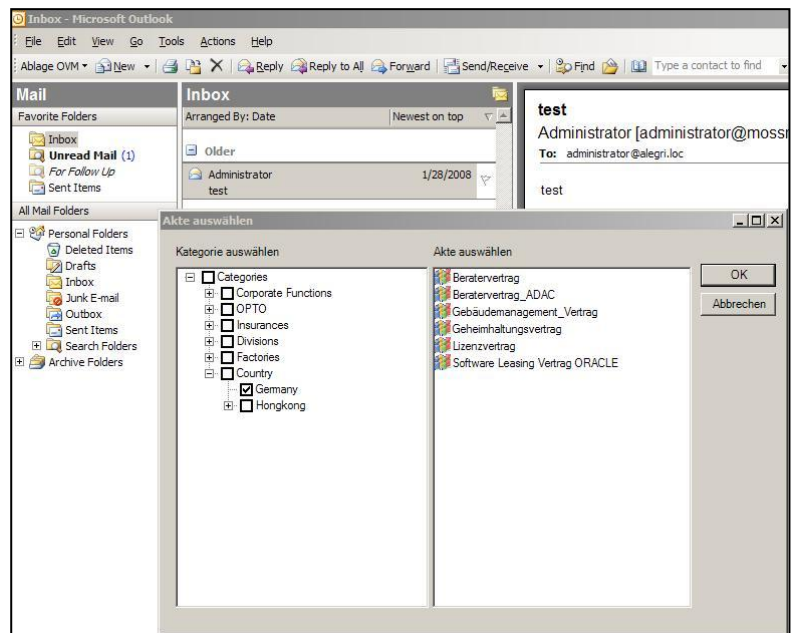 Inbox - Microsoft Outlook
File Edit View Go Tools Actions Help
Ablage OVM New Reply Reply to All Forward Send/Receive Find Type a contact to find
Mail
Favorite Folders
Inbox
Unread Mail (1)
For Follow Up
Sent Items
All Mail Folders
Personal Folders
Deleted Items
Drafts
Inbox
Junk E-mail
Outbox
Sent Items
Search Folders
Archive Folders
Inbox
Arranged By: Date Newest on top
Older
Administrator 1/28/2008
test
test
Administrator [administrator@moss
To: administrator@alegri.loc
test
Akte auswählen
Kategorie auswählen
Categories
Corporate Functions
OPTO
Insurances
Divisions
Factories
Country
Germany
Hongkong
Akte auswählen
Beratervertrag
Beratervertrag_ADAC
Gebäudemanagement_Vertrag
Geheimhaltungsvertrag
Lizenzvertrag
Software Leasing Vertrag ORACLE
OK
Abbrechen